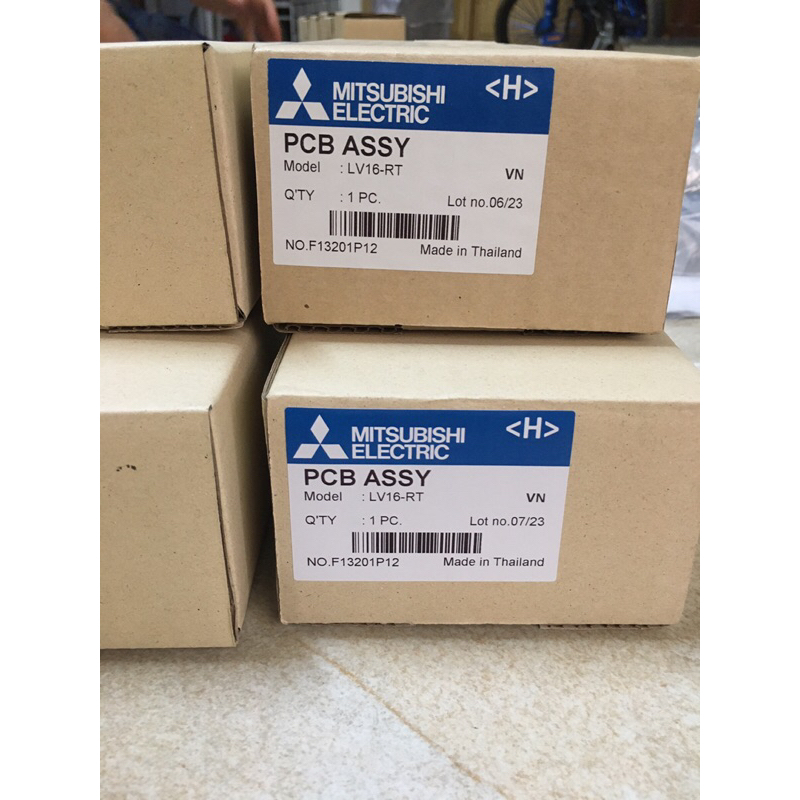 MITSUBISHI
ELECTRIC
<H>
PCB ASSY
Model : LV16-RT
VN
Q'TY : 1 PC.
Lot no.06/23
NO.F13201P12
Made in Thailand
MITSUBISHI
ELECTRIC
<H>
PCB ASSY
Model : LV16-RT
VN
Q'TY : 1 PC.
Lot no.07/23
NO.F13201P12
Made in Thailand